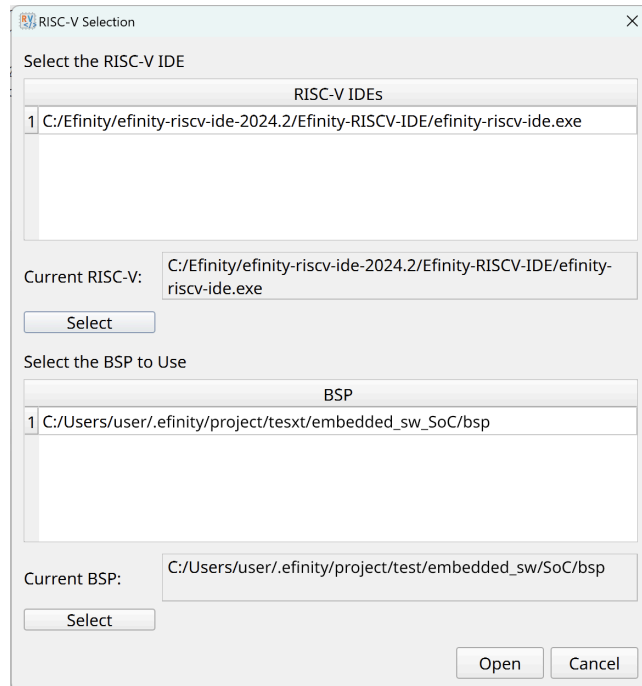 RISC-V Selection
Select the RISC-V IDE
RISC-V IDEs
1 C:/Efinity/efinity-riscv-ide-2024.2/Efinity-RISCV-IDE/efinity-riscv-ide.exe
Current RISC-V:
C:/Efinity/efinity-riscv-ide-2024.2/Efinity-RISCV-IDE/efinity-
riscv-ide.exe
Select
Select the BSP to Use
BSP
1 C:/Users/user/.efinity/project/tesxt/embedded_sw_SoC/bsp
Current BSP:
C:/Users/user/.efinity/project/test/embedded_sw/SoC/bsp
Select
Open Cancel